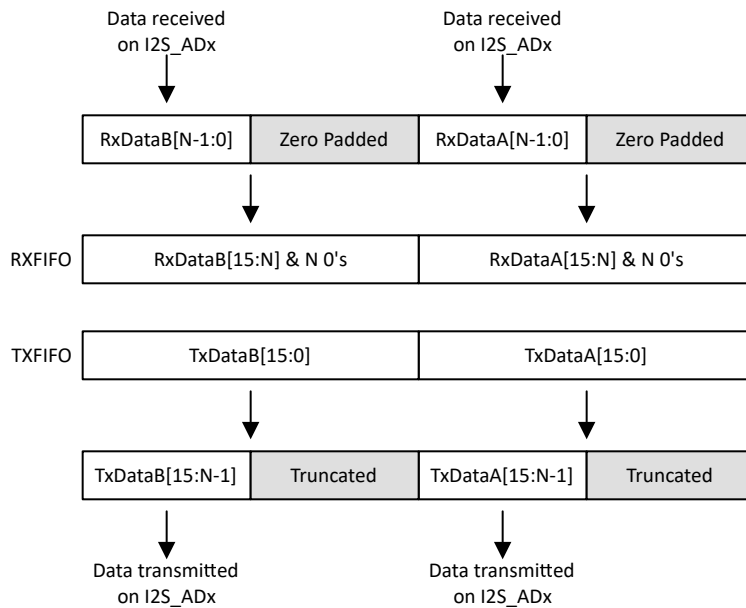 Data received
on I2S_ADx
Data received
on I2S_ADx
RxDataB[N-1:0]
Zero Padded
RxDataA[N-1:0]
Zero Padded
RXFIFO
RxDataB[15:N] & N 0's
RxDataA[15:N] & N 0's
TXFIFO
TxDataB[15:0]
TxDataA[15:0]
TxDataB[15:N-1]
Truncated
TxDataA[15:N-1]
Truncated
Data transmitted
on I2S_ADx
Data transmitted
on I2S_ADx